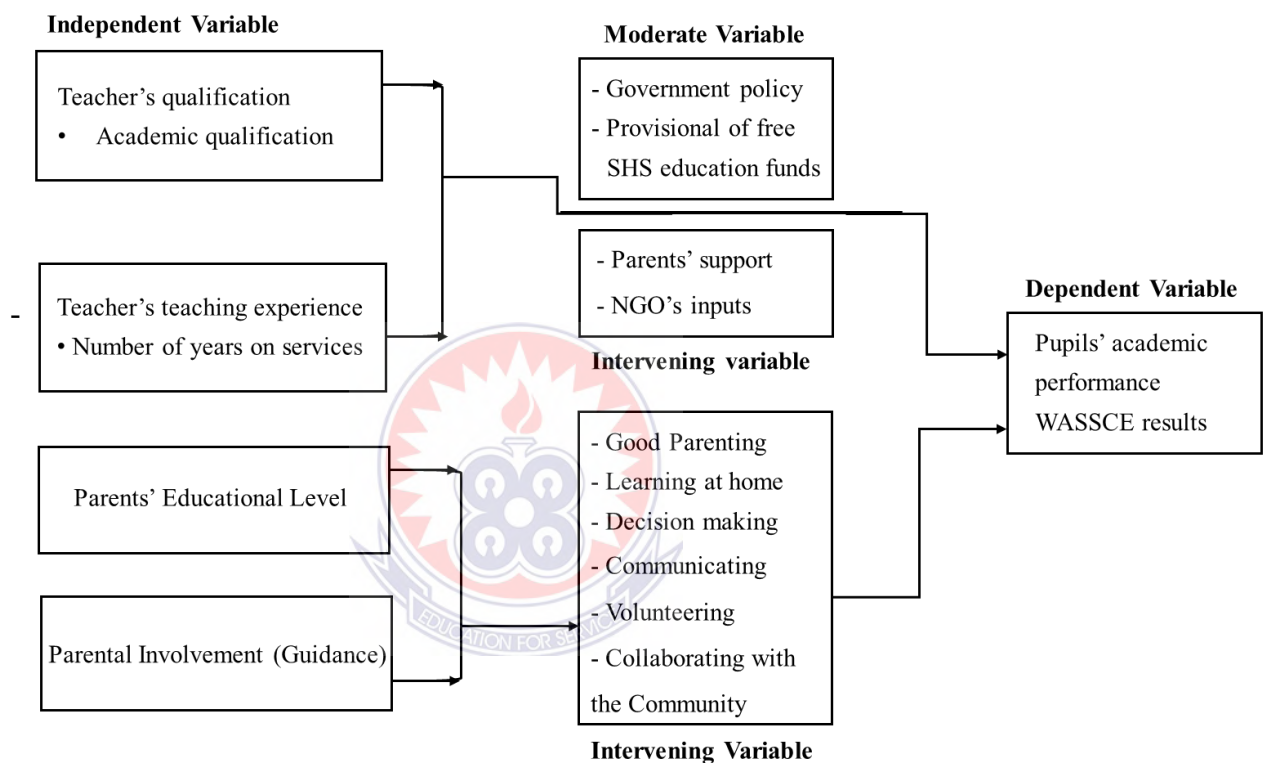 Independent Variable
Teacher’s qualification
• Academic qualification
Teacher’s teaching experience
• Number of years on services
-
Parents’ Educational Level
Parental Involvement (Guidance)
Moderate Variable
- Government policy
- Provisional of free
SHS education funds
- Parents’ support
- NGO’s inputs
Intervening variable
- Good Parenting
- Learning at home
- Decision making
- Communicating
- Volunteering
- Collaborating with
the Community
Intervening Variable
Dependent Variable
Pupils’ academic
performance
WASSCE results
EDUCATION FOR SERVICE